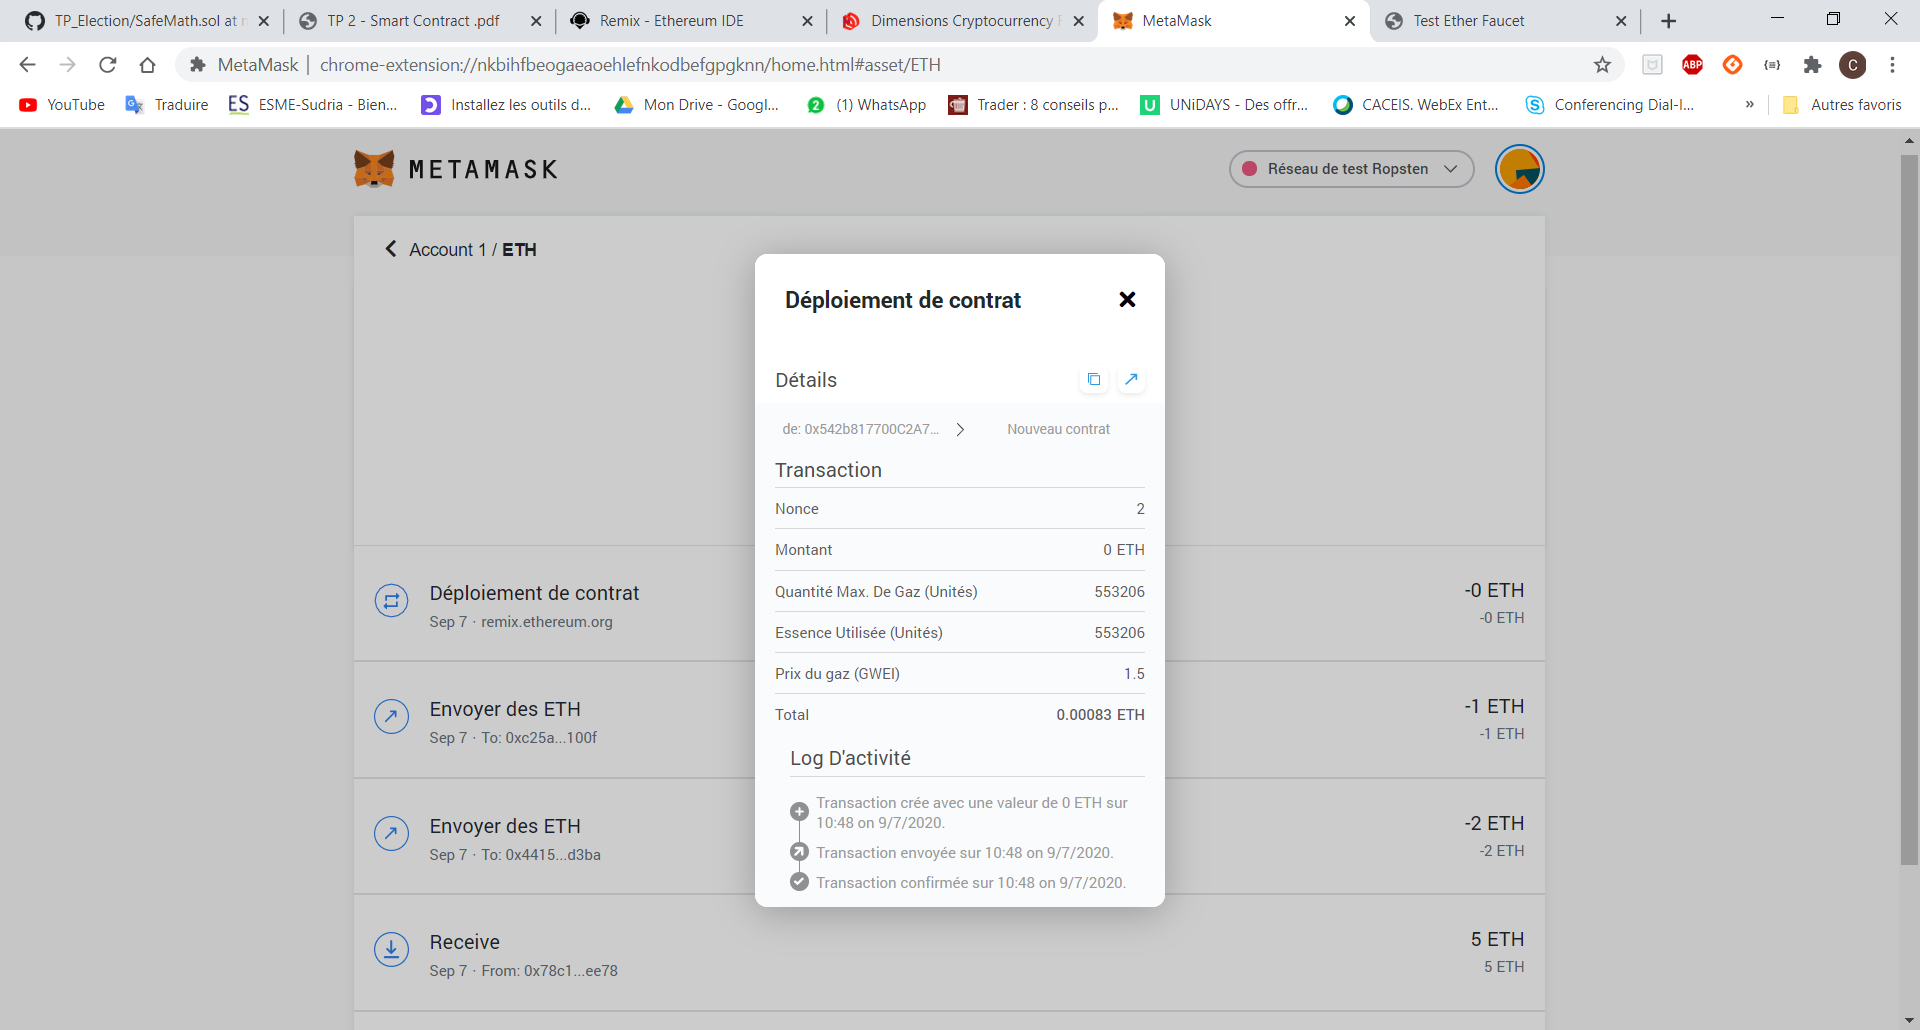 TP_Election/SafeMath.sol at m
TP 2 - Smart Contract .pdf
Remix - Ethereum IDE
Dimensions Cryptocurrency
MetaMask
Test Ether Faucet
MetaMask | chrome-extension://nkbihfbeogaeaoehlefnkodbefgpgknn/home.html#asset/ETH
ABP
C
YouTube
Traduire
ES ESME-Sudria - Bien...
Installez les outils d...
Mon Drive - Googl...
2 (1) WhatsApp
Trader : 8 conseils p...
U UNiDAYS - Des offr...
CACEIS. WebEx Ent...
S Conferencing Dial-I...
»
Autres favoris
METAMASK
Réseau de test Ropsten
Account 1 / ETH
Déploiement de contrat
Détails
de: 0x542b817700C2A7...
Nouveau contrat
Transaction
Nonce 2
Montant 0 ETH
Quantité Max. De Gaz (Unités) 553206
Essence Utilisée (Unités) 553206
Prix du gaz (GWEI) 1.5
Total 0.00083 ETH
Log D'activité
Transaction crée avec une valeur de 0 ETH sur
10:48 on 9/7/2020.
Transaction envoyée sur 10:48 on 9/7/2020.
Transaction confirmée sur 10:48 on 9/7/2020.
Déploiement de contrat
Sep 7 · remix.ethereum.org
-0 ETH
-0 ETH
Envoyer des ETH
Sep 7 · To: 0xc25a...100f
-1 ETH
-1 ETH
Envoyer des ETH
Sep 7 · To: 0x4415...d3ba
-2 ETH
-2 ETH
Receive
Sep 7 · From: 0x78c1...ee78
5 ETH
5 ETH